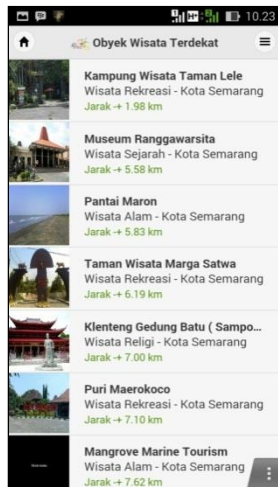 10.23
Obyek Wisata Terdekat
Kampung Wisata Taman Lele
Wisata Rekreasi - Kota Semarang
Jarak -+ 1.98 km
Museum Ranggawarsita
Wisata Sejarah - Kota Semarang
Jarak -+ 5.58 km
Pantai Maron
Wisata Alam - Kota Semarang
Jarak -+ 5.83 km
Taman Wisata Marga Satwa
Wisata Rekreasi - Kota Semarang
Jarak -+ 6.19 km
Klenteng Gedung Batu ( Sampo...
Wisata Religi - Kota Semarang
Jarak -+ 7.00 km
Puri Maerokoco
Wisata Rekreasi - Kota Semarang
Jarak -+ 7.10 km
Mangrove Marine Tourism
Wisata Alam - Kota Semarang
Jarak -+ 7.62 km